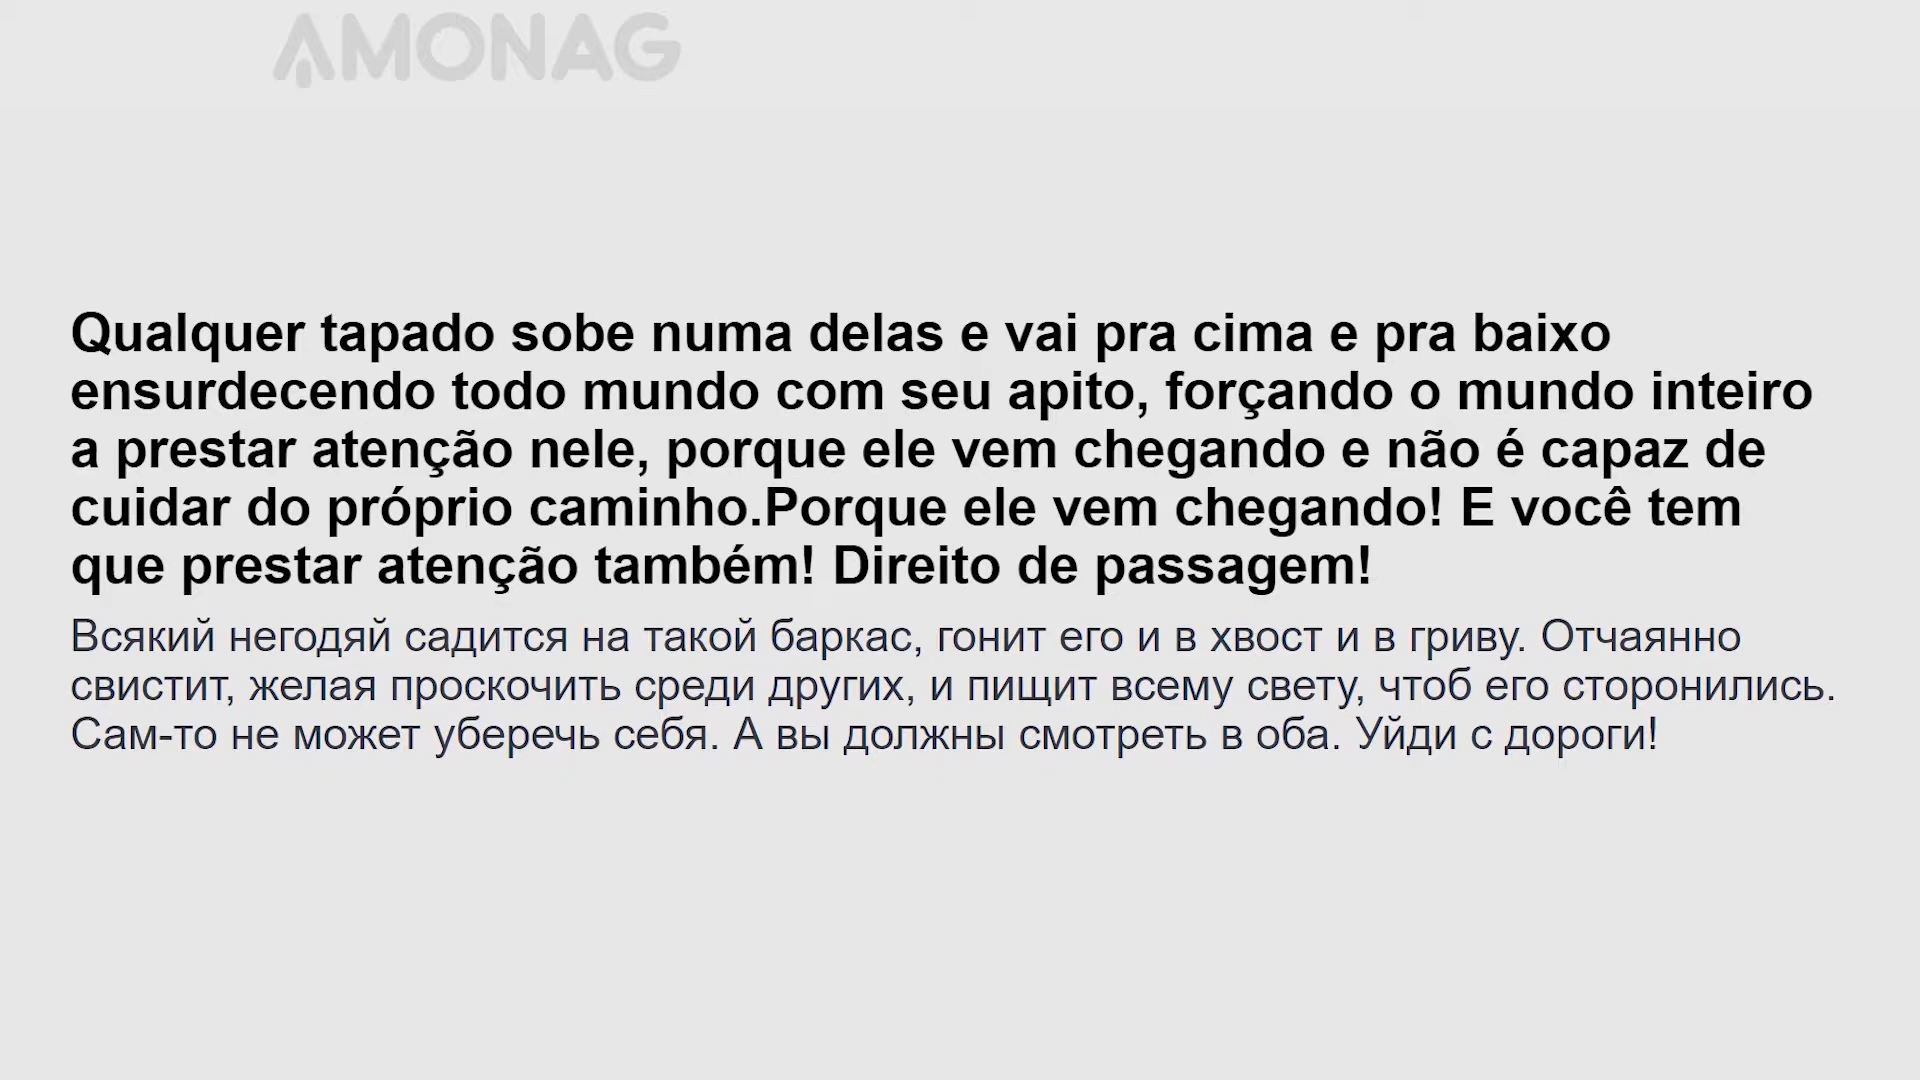 AMONAG
Qualquer tapado sobe numa delas e vai pra cima e pra baixo
ensurdecendo todo mundo com seu apito, forçando o mundo inteiro
a prestar atenção nele, porque ele vem chegando e não é capaz de
cuidar do próprio caminho.Porque ele vem chegando! E você tem
que prestar atenção também! Direito de passagem!
Всякий негодяй садится на такой баркас, гонит его и в хвост и в гриву. Отчаянно
свистит, желая проскочить среди других, и пищит всему свету, чтоб его сторонились.
Сам-то не может уберечь себя. А вы должны смотреть в оба. Уйди с дороги!